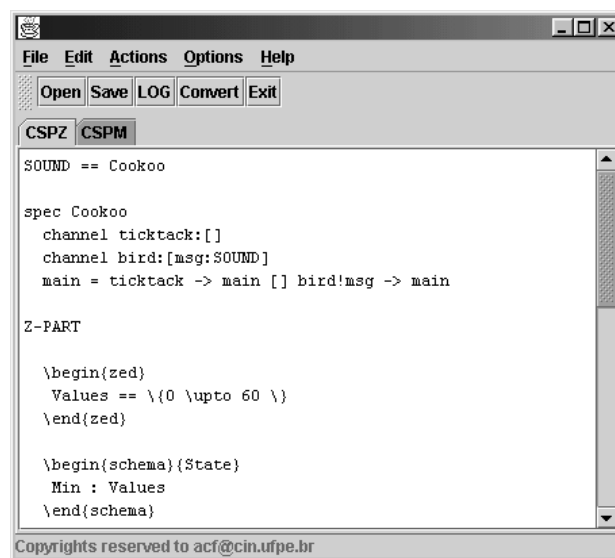 File Edit Actions Options Help
Open Save LOG Convert Exit
CSPZ CSPM
SOUND == Cookoo
spec Cookoo
channel ticktack:[]
channel bird:[msg:SOUND]
main = ticktack -> main [] bird!msg -> main
Z-PART
\begin{zed}
Values == \{0 \upto 60 \}
\end{zed}
\begin{schema}{State}
Min : Values
\end{schema}
Copyrights reserved to acf@cin.ufpe.br